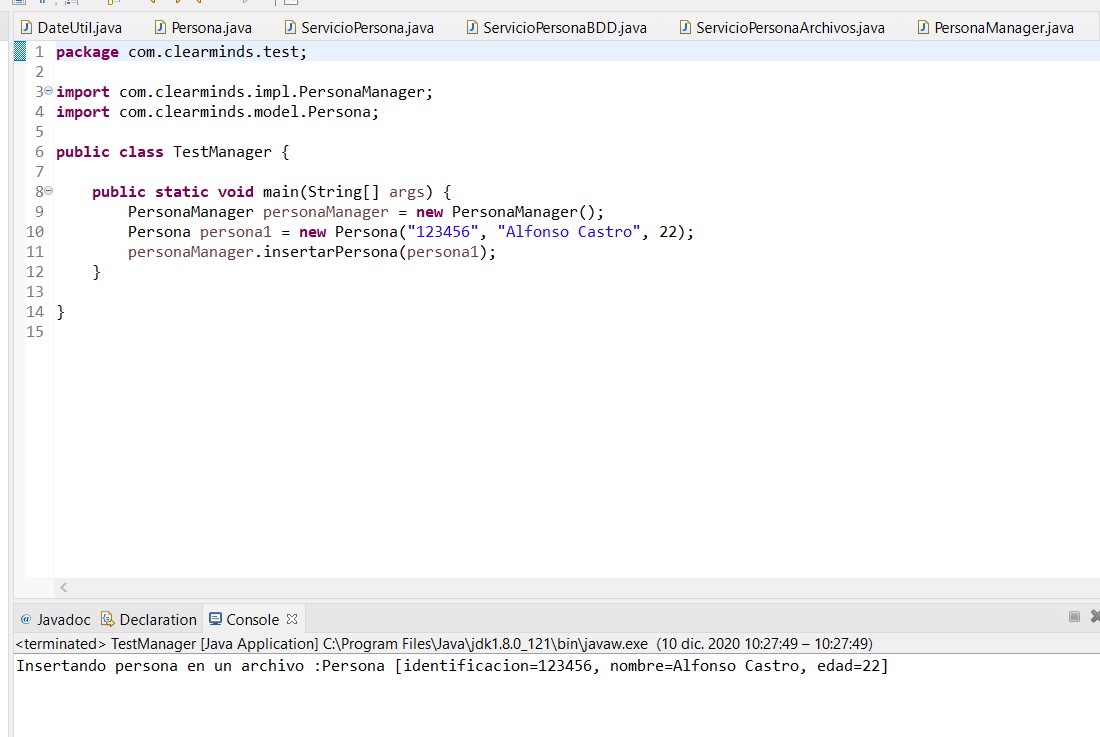 DateUtil.java Persona.java ServicioPersona.java ServicioPersonaBDD.java ServicioPersonaArchivos.java PersonaManager.java
1 package com.clearminds.test;
2
3 import com.clearminds.impl.PersonaManager;
4 import com.clearminds.model.Persona;
5
6 public class TestManager {
7
8 public static void main(String[] args) {
9 PersonaManager personaManager = new PersonaManager();
10 Persona persona1 = new Persona("123456", "Alfonso Castro", 22);
11 personaManager.insertarPersona(persona1);
12 }
13
14 }
15
@ Javadoc Declaration Console
<terminated> TestManager [Java Application] C:\Program Files\Java\jdk1.8.0_121\bin\javaw.exe (10 dic. 2020 10:27:49 – 10:27:49)
Insertando persona en un archivo :Persona [identificacion=123456, nombre=Alfonso Castro, edad=22]